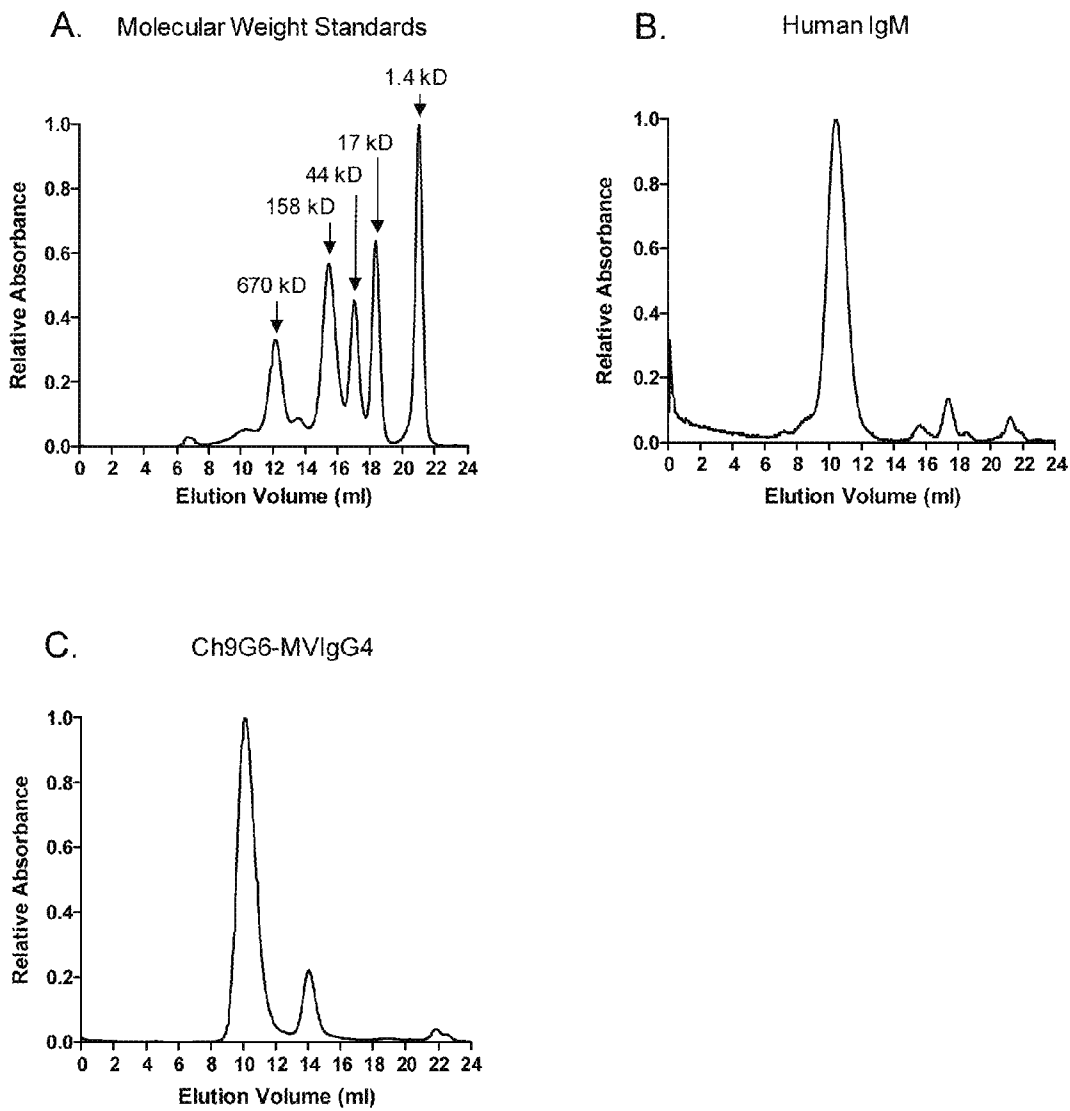 A. Molecular Weight Standards
1.4 kD
17 kD
44 kD
158 kD
670 kD
Relative Absorbance
1.0
0.8
0.6
0.4
0.2
0.0
0 2 4 6 8 10 12 14 16 18 20 22 24
Elution Volume (ml)
B. Human IgM
Relative Absorbance
1.0
0.8
0.6
0.4
0.2
0.0
0 2 4 6 8 10 12 14 16 18 20 22 24
Elution Volume (ml)
C. Ch9G6-MVIgG4
Relative Absorbance
1.0
0.8
0.6
0.4
0.2
0.0
0 2 4 6 8 10 12 14 16 18 20 22 24
Elution Volume (ml)